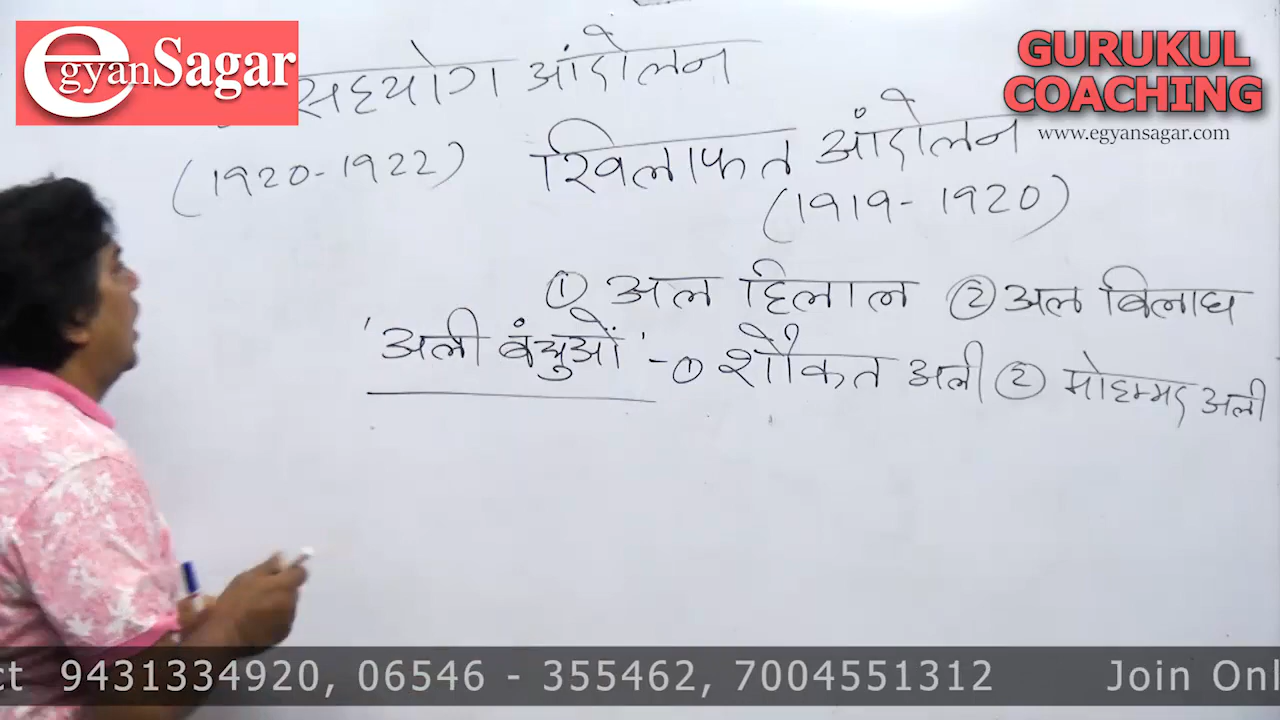 egyanSagar
GURUKUL
COACHING
www.egyansagar.com
सहयोग आंदोलन
(1920-1922)
खिलाफत आंदोलन
(1919-1920)
① अल हिलाल ② अल बिलाघ
'अली बंधुओं' - ① शौकत अली ② मोहम्मद अली
ct 9431334920, 06546 - 355462, 7004551312 Join Onl